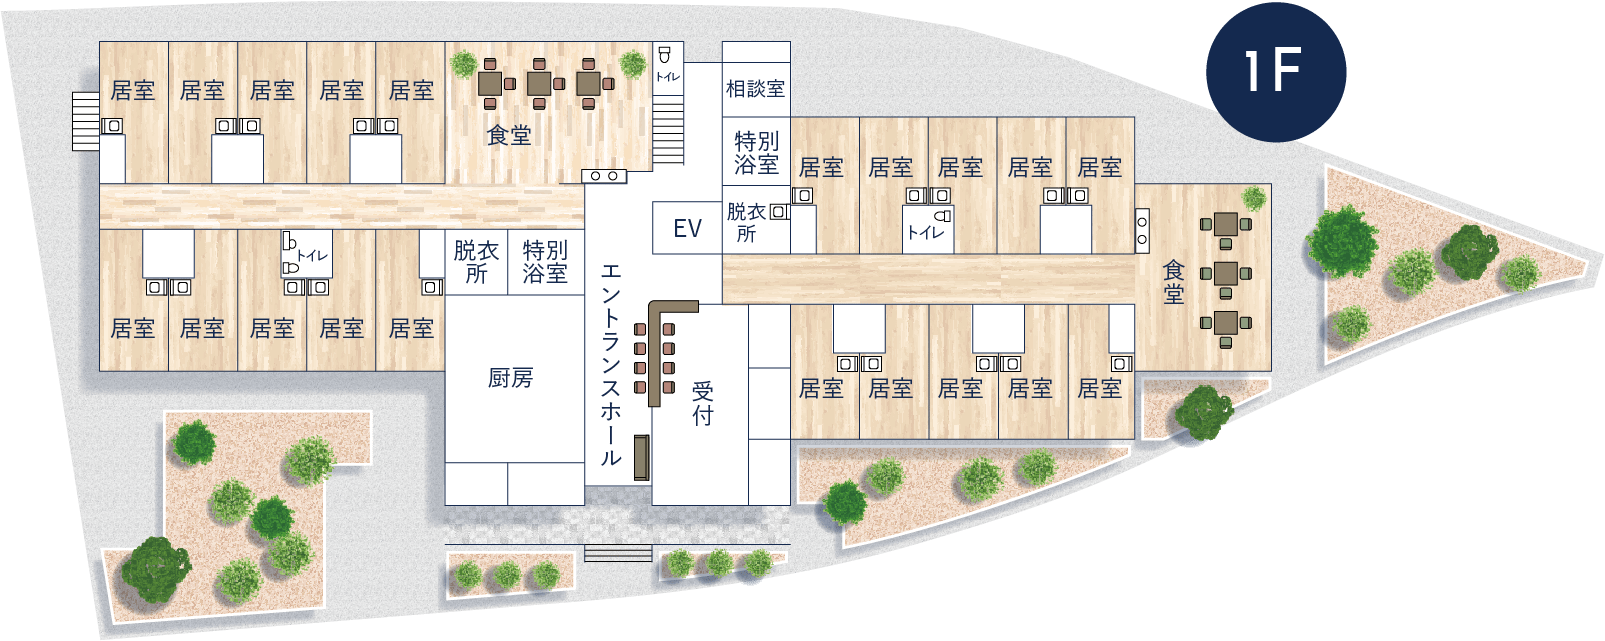 1F
居室 居室 居室 居室 居室
食堂
トイレ
相談室
特別
浴室
脱衣
所
EV
居室 居室 居室 居室 居室
トイレ
食堂
居室 居室 居室 居室 居室
トイレ
脱衣
所
特別
浴室
厨房
エントランスホール
受付
居室 居室 居室 居室 居室